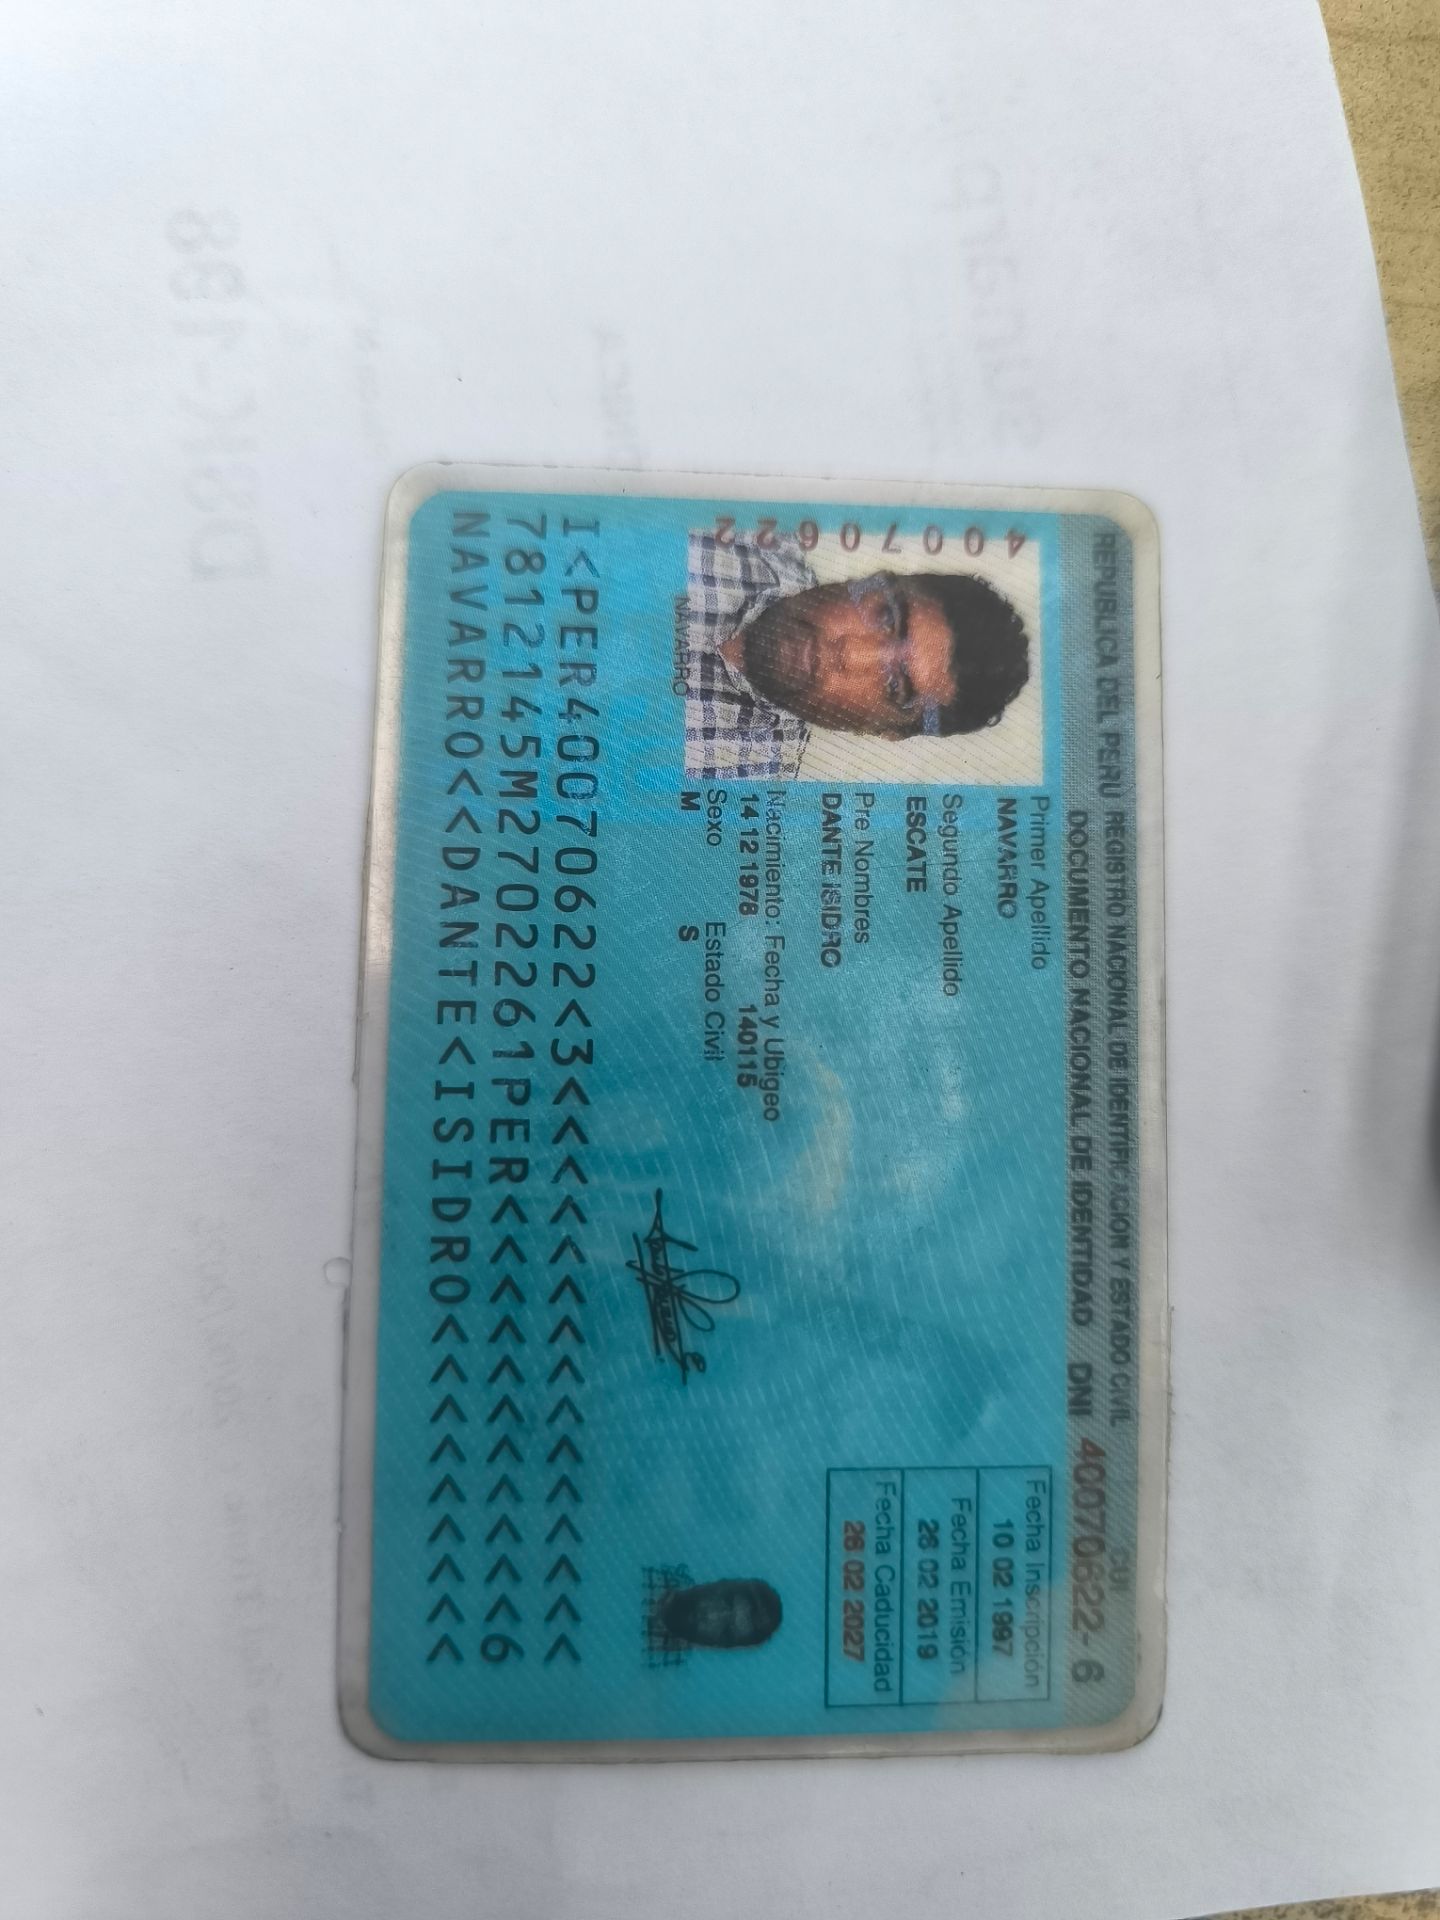 REPUBLICA DEL PERU REGISTRO NACIONAL DE IDENTIFICACION Y ESTADO CIVIL
CUI
DOCUMENTO NACIONAL DE IDENTIDAD DNI 40070622-6
40070622
Primer Apellido
NAVARRO
Segundo Apellido
ESCATE
Pre Nombres
DANTE ISIDRO
Nacimiento: Fecha y Ubigeo
14 12 1978 140115
Sexo Estado Civil
M S
Fecha Inscripción
10 02 1997
Fecha Emisión
26 02 2019
Fecha Caducidad
26 02 2027
NAVARRO
I<PER40070622<3<<<<<<<<<<<<<<<
7812145M2702261PER<<<<<<<<<<<6
NAVARRO<<DANTE<ISIDRO<<<<<<<<<